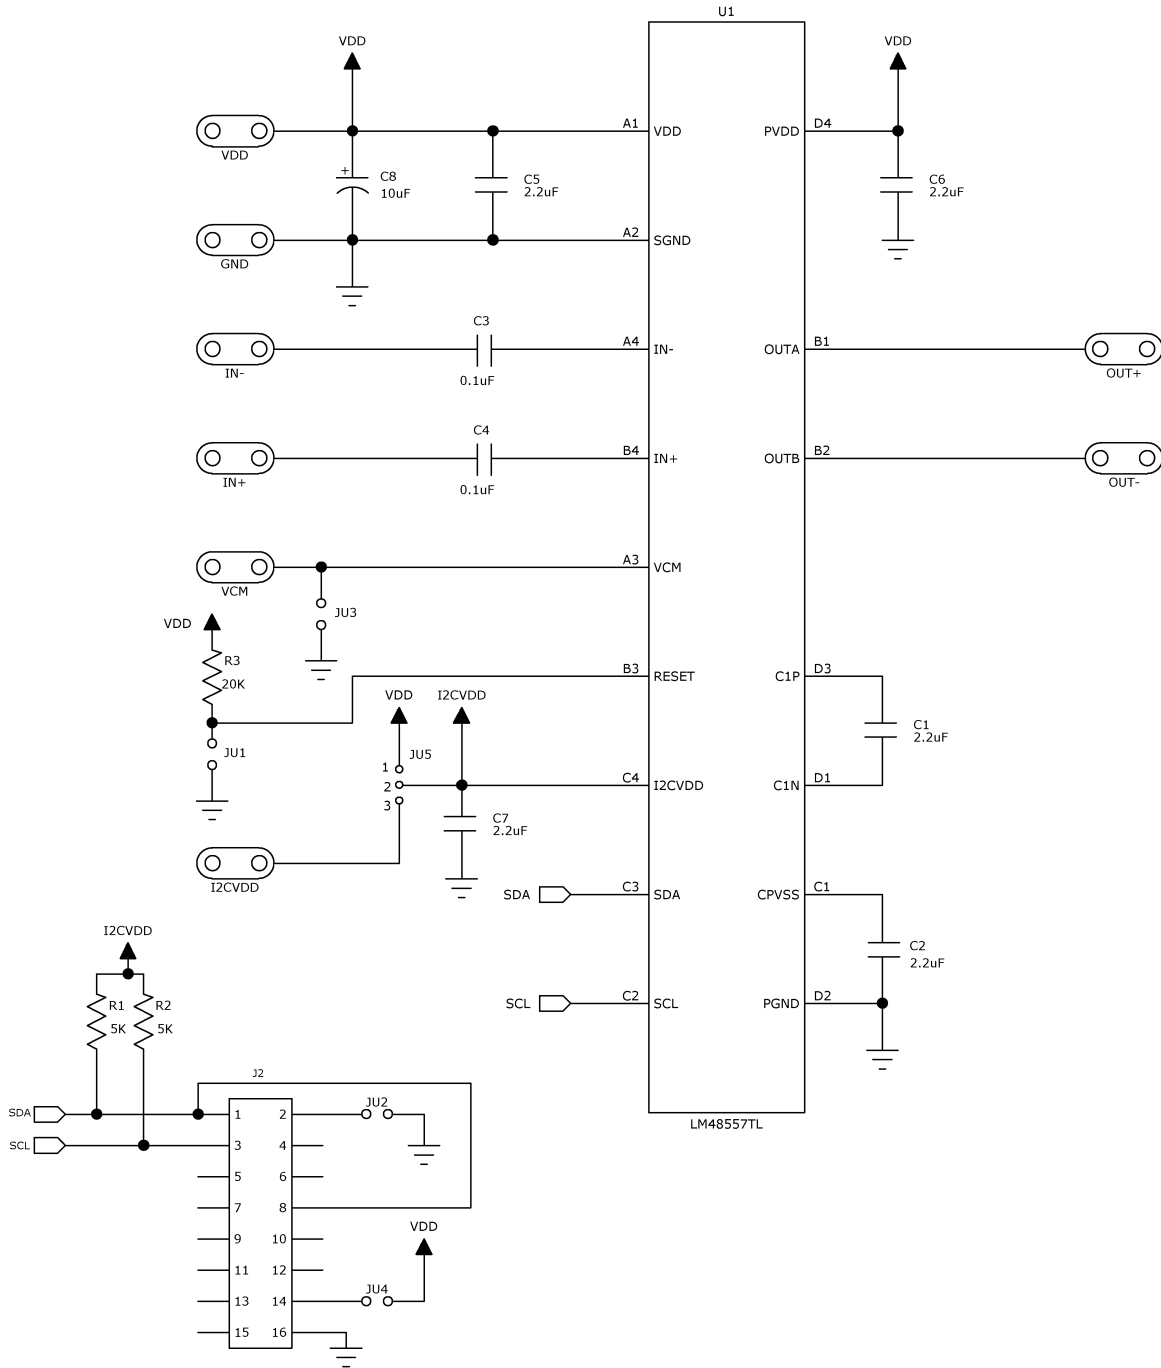 U1
VDD
VDD
A1
VDD
PVDD
D4
VDD
+
C8
10uF
C5
2.2uF
C6
2.2uF
A2
SGND
GND
C3
A4
IN-
OUTA
B1
IN-
0.1uF
OUT+
C4
B4
IN+
OUTB
B2
IN+
0.1uF
OUT-
A3
VCM
VCM
JU3
VDD
R3
20K
B3
RESET
C1P
D3
VDD
I2CVDD
JU1
JU5
1
2
3
C1
2.2uF
C4
I2CVDD
C1N
D1
C7
2.2uF
I2CVDD
SDA
C3
SDA
CPVSS
C1
I2CVDD
C2
2.2uF
R1
5K
R2
5K
SCL
C2
SCL
PGND
D2
J2
SDA
1
2
JU2
LM48557TL
SCL
3
4
5
6
7
8
VDD
9
10
11
12
13
14
JU4
15
16